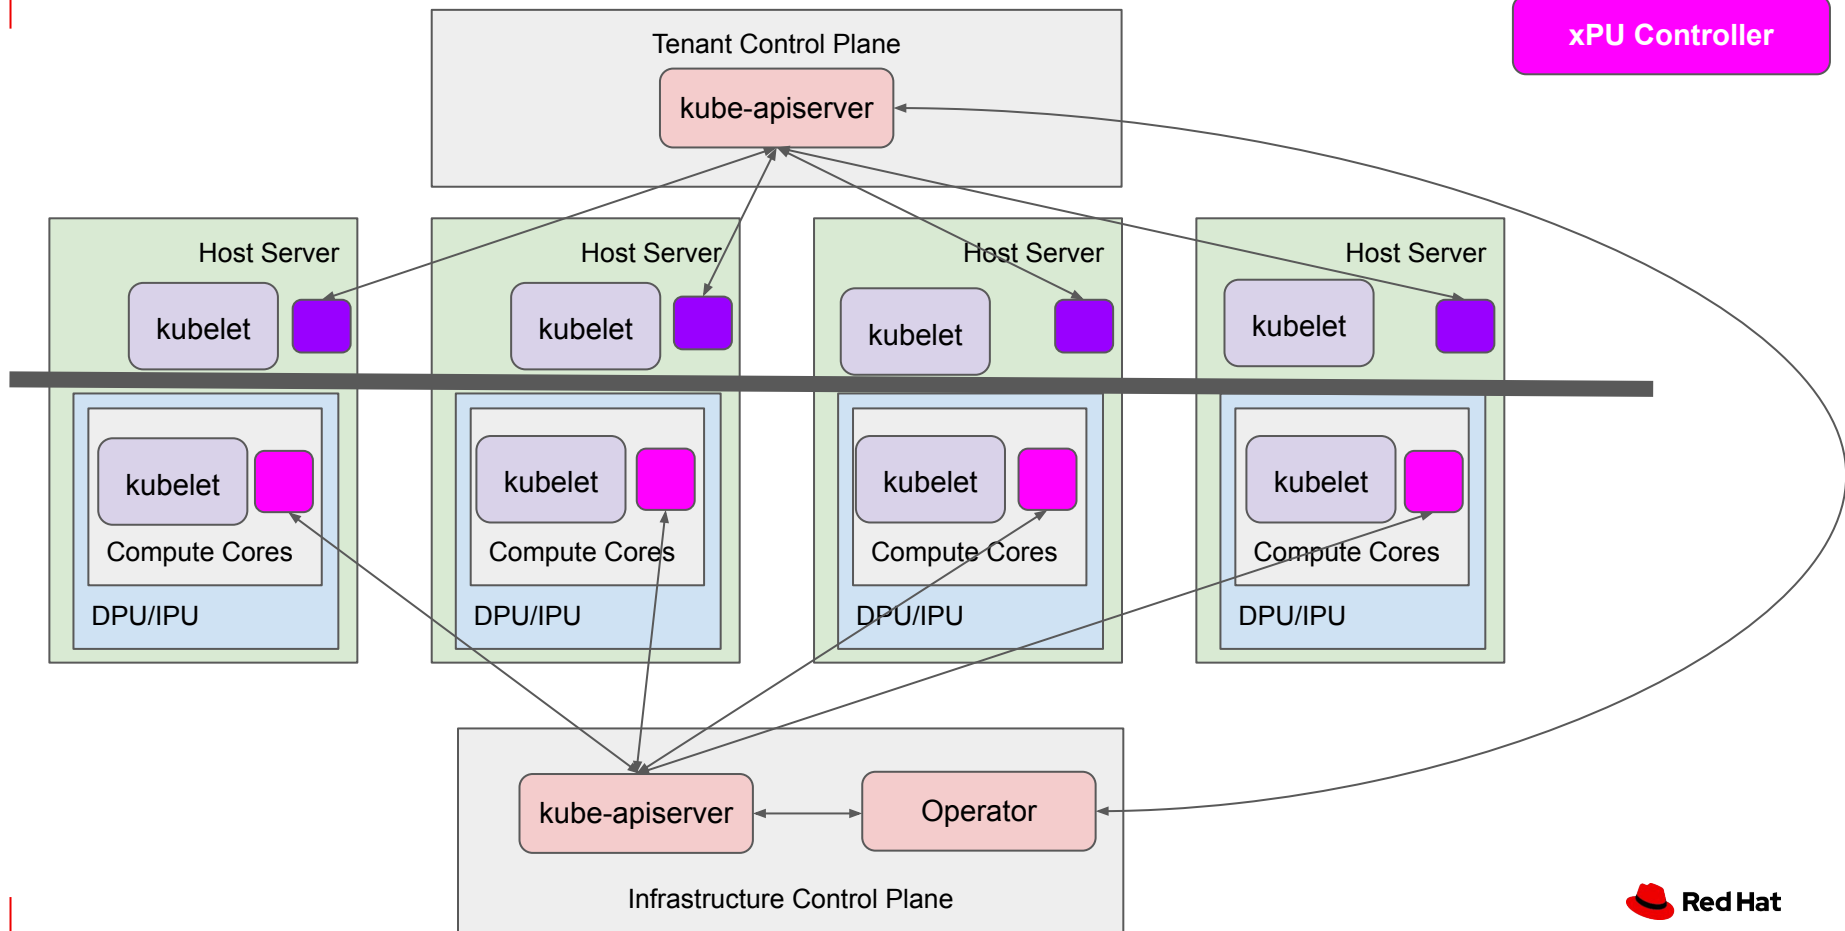 xPU Controller
Tenant Control Plane
kube-apiserver
Host Server
Host Server
Host Server
Host Server
kubelet
kubelet
kubelet
kubelet
kubelet
kubelet
kubelet
kubelet
Compute Cores
Compute Cores
Compute Cores
Compute Cores
DPU/IPU
DPU/IPU
DPU/IPU
DPU/IPU
kube-apiserver
Operator
Infrastructure Control Plane
Red Hat